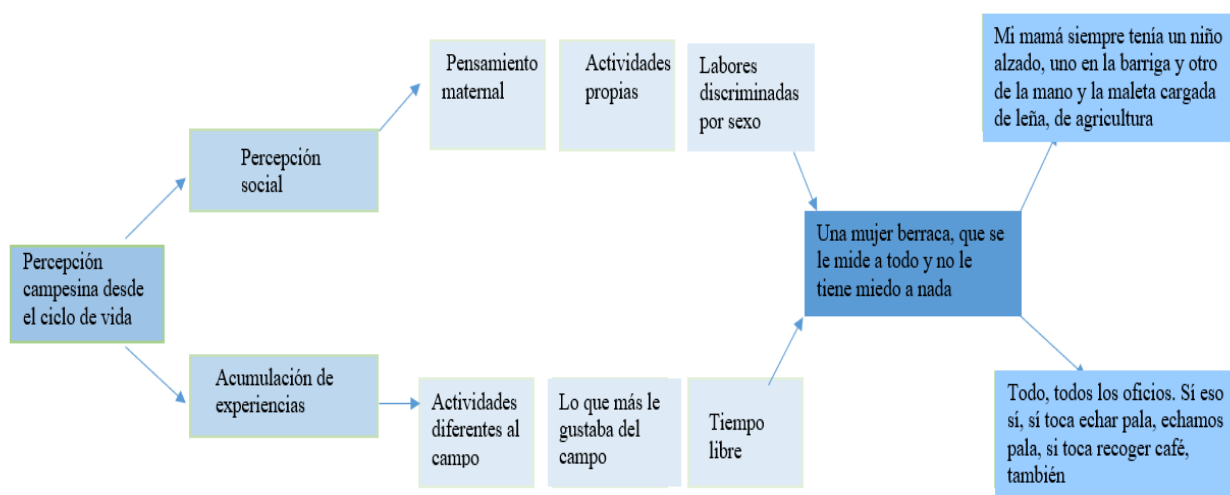 Percepción
campesina desde
el ciclo de vida
Percepción
social
Pensamiento
maternal
Actividades
propias
Labores
discriminadas
por sexo
Acumulación de
experiencias
Actividades
diferentes al
campo
Lo que más le
gustaba del
campo
Tiempo
libre
Una mujer berraca, que se
le mide a todo y no le
tiene miedo a nada
Mi mamá siempre tenía un niño
alzado, uno en la barriga y otro
de la mano y la maleta cargada
de leña, de agricultura
Todo, todos los oficios. Sí eso
sí, sí toca echar pala, echamos
pala, si toca recoger café,
también